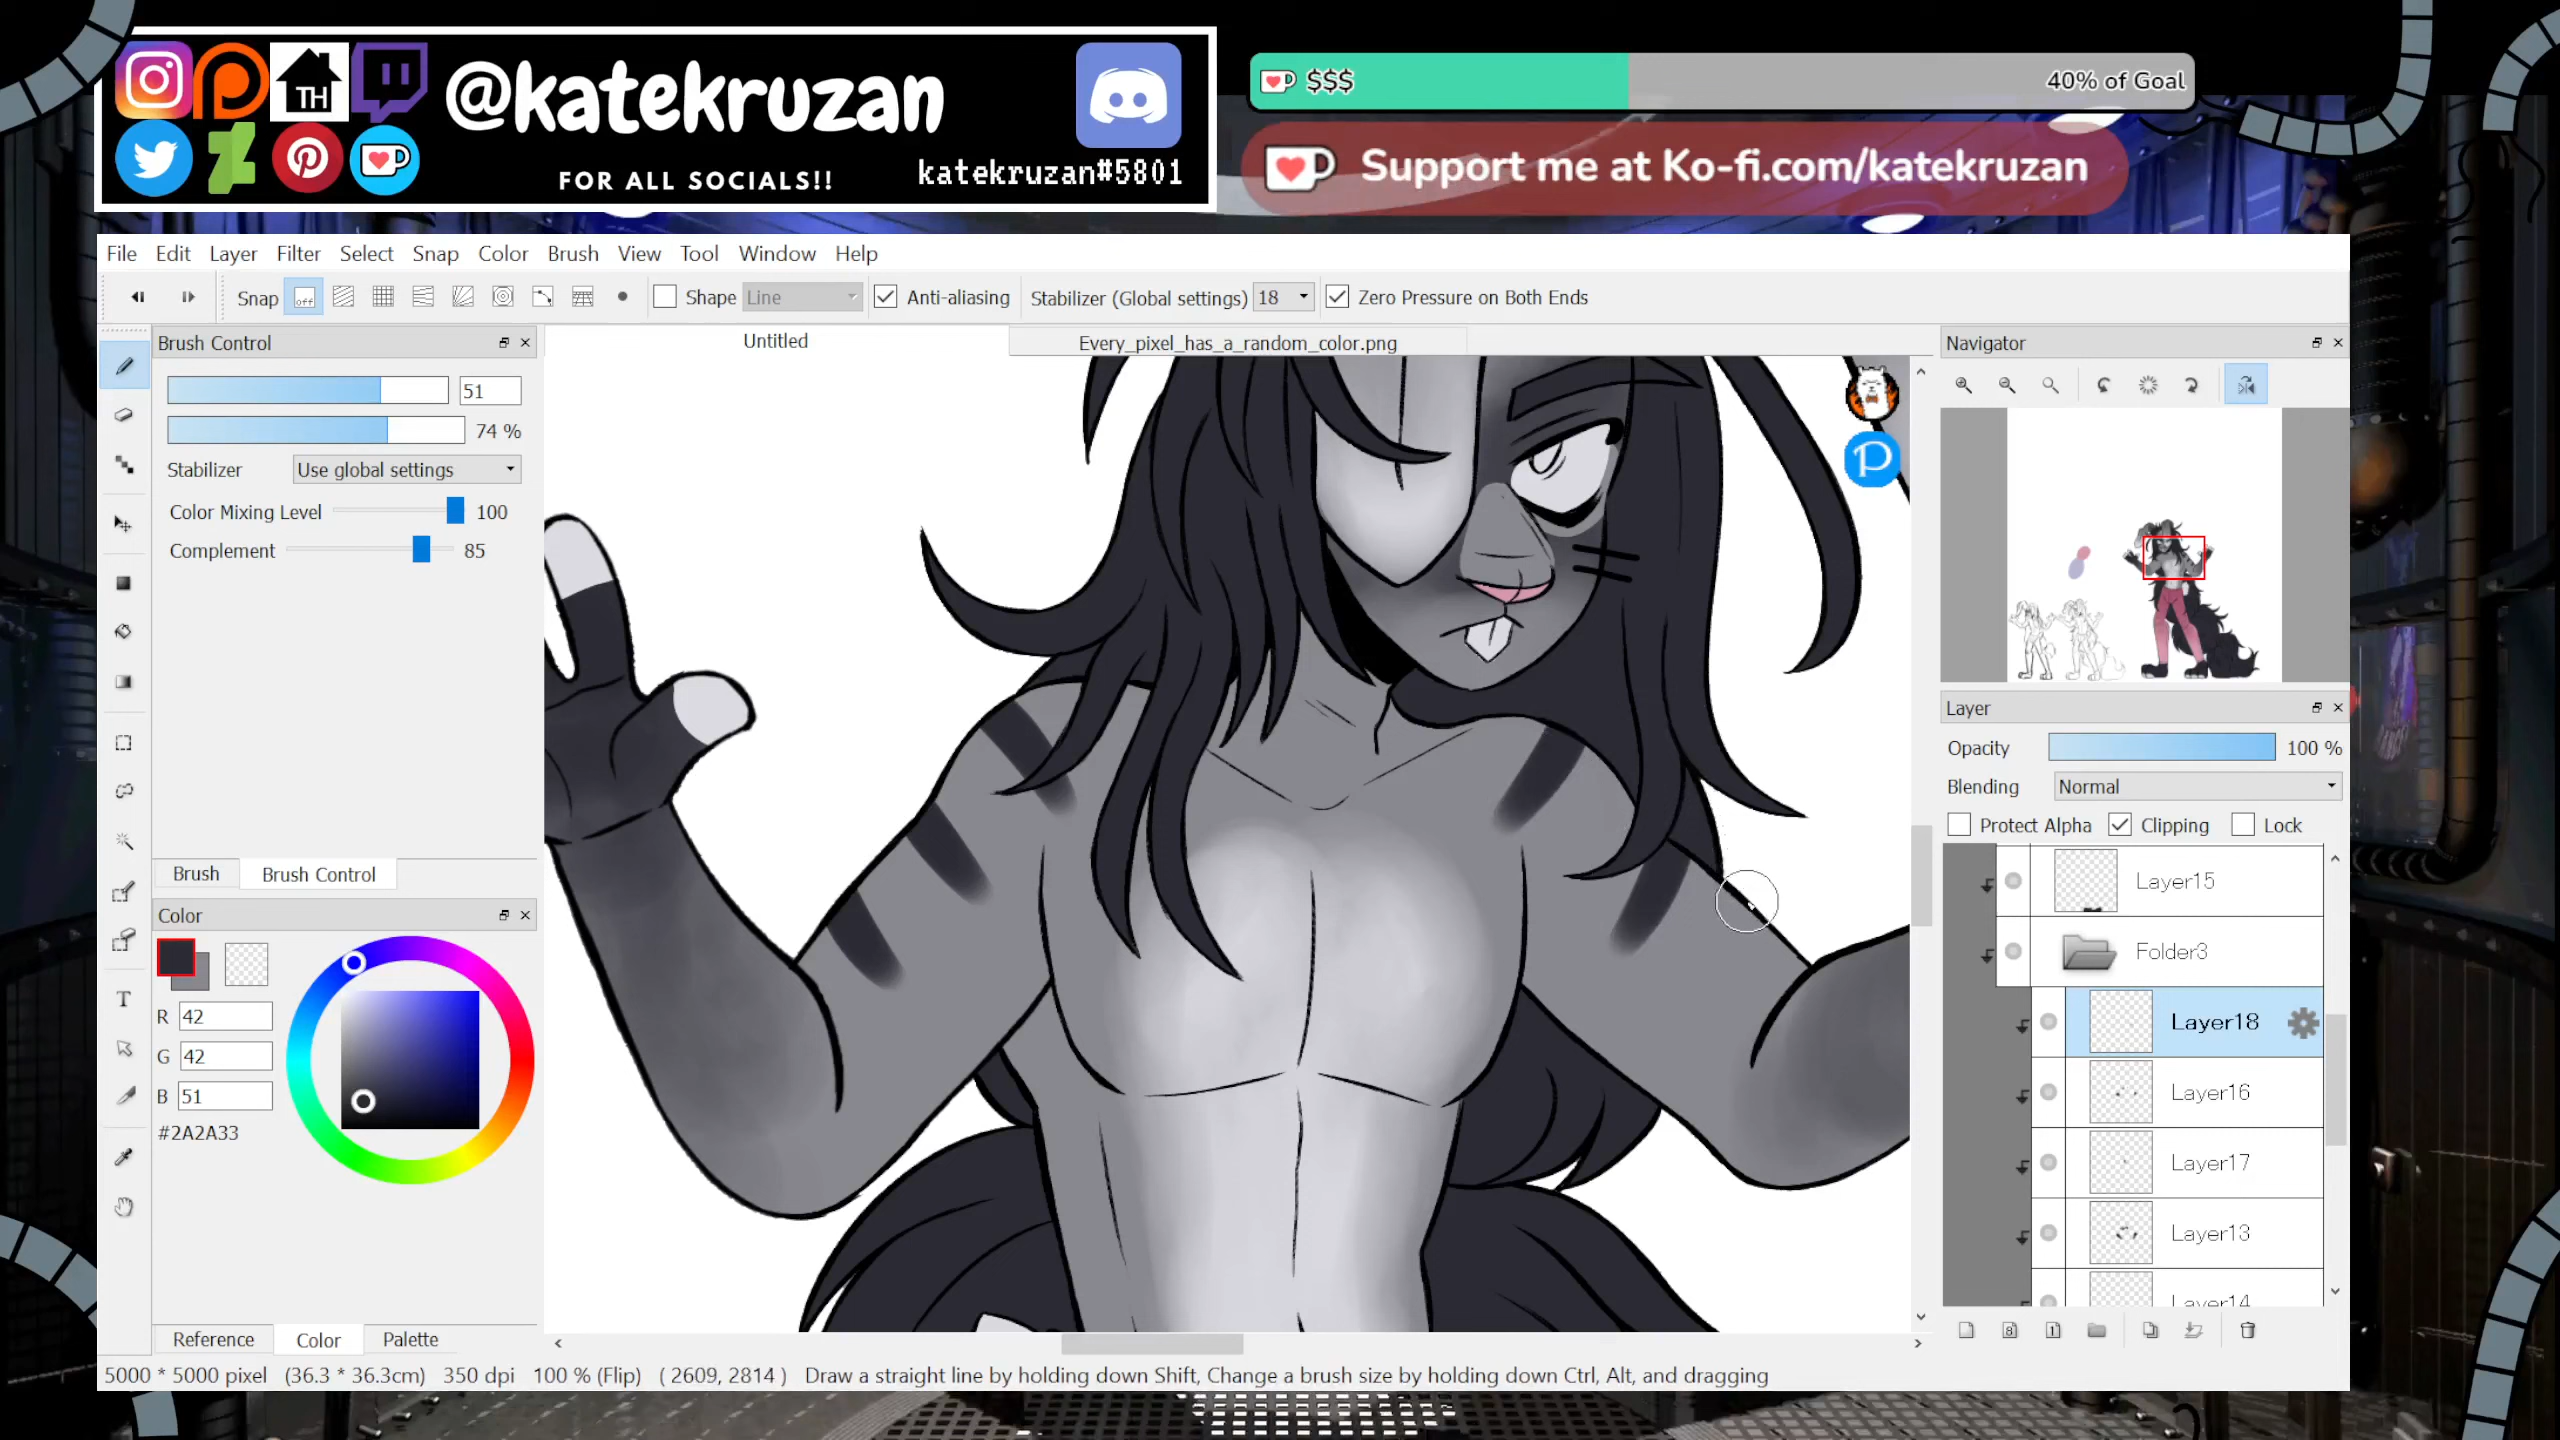 TH
@katekruzan
FOR ALL SOCIALS!!
katekruzan#5801
$$$
40% of Goal
Support me at Ko-fi.com/katekruzan
File Edit Layer Filter Select Snap Color Brush View Tool Window Help
Snap off Shape Line Anti-aliasing Stabilizer (Global settings) 18 Zero Pressure on Both Ends
Brush Control
51
74 %
Stabilizer Use global settings
Color Mixing Level 100
Complement 85
Brush Brush Control
Color
R 42
G 42
B 51
#2A2A33
Reference Color Palette
Untitled
Every_pixel_has_a_random_color.png
P
Navigator
Layer
Opacity 100 %
Blending Normal
Protect Alpha Clipping Lock
Layer15
Folder3
Layer18
Layer16
Layer17
Layer13
Layer14
8
1
T
5000 * 5000 pixel (36.3 * 36.3cm) 350 dpi 100 % (Flip) ( 2609, 2814 ) Draw a straight line by holding down Shift, Change a brush size by holding down Ctrl, Alt, and dragging